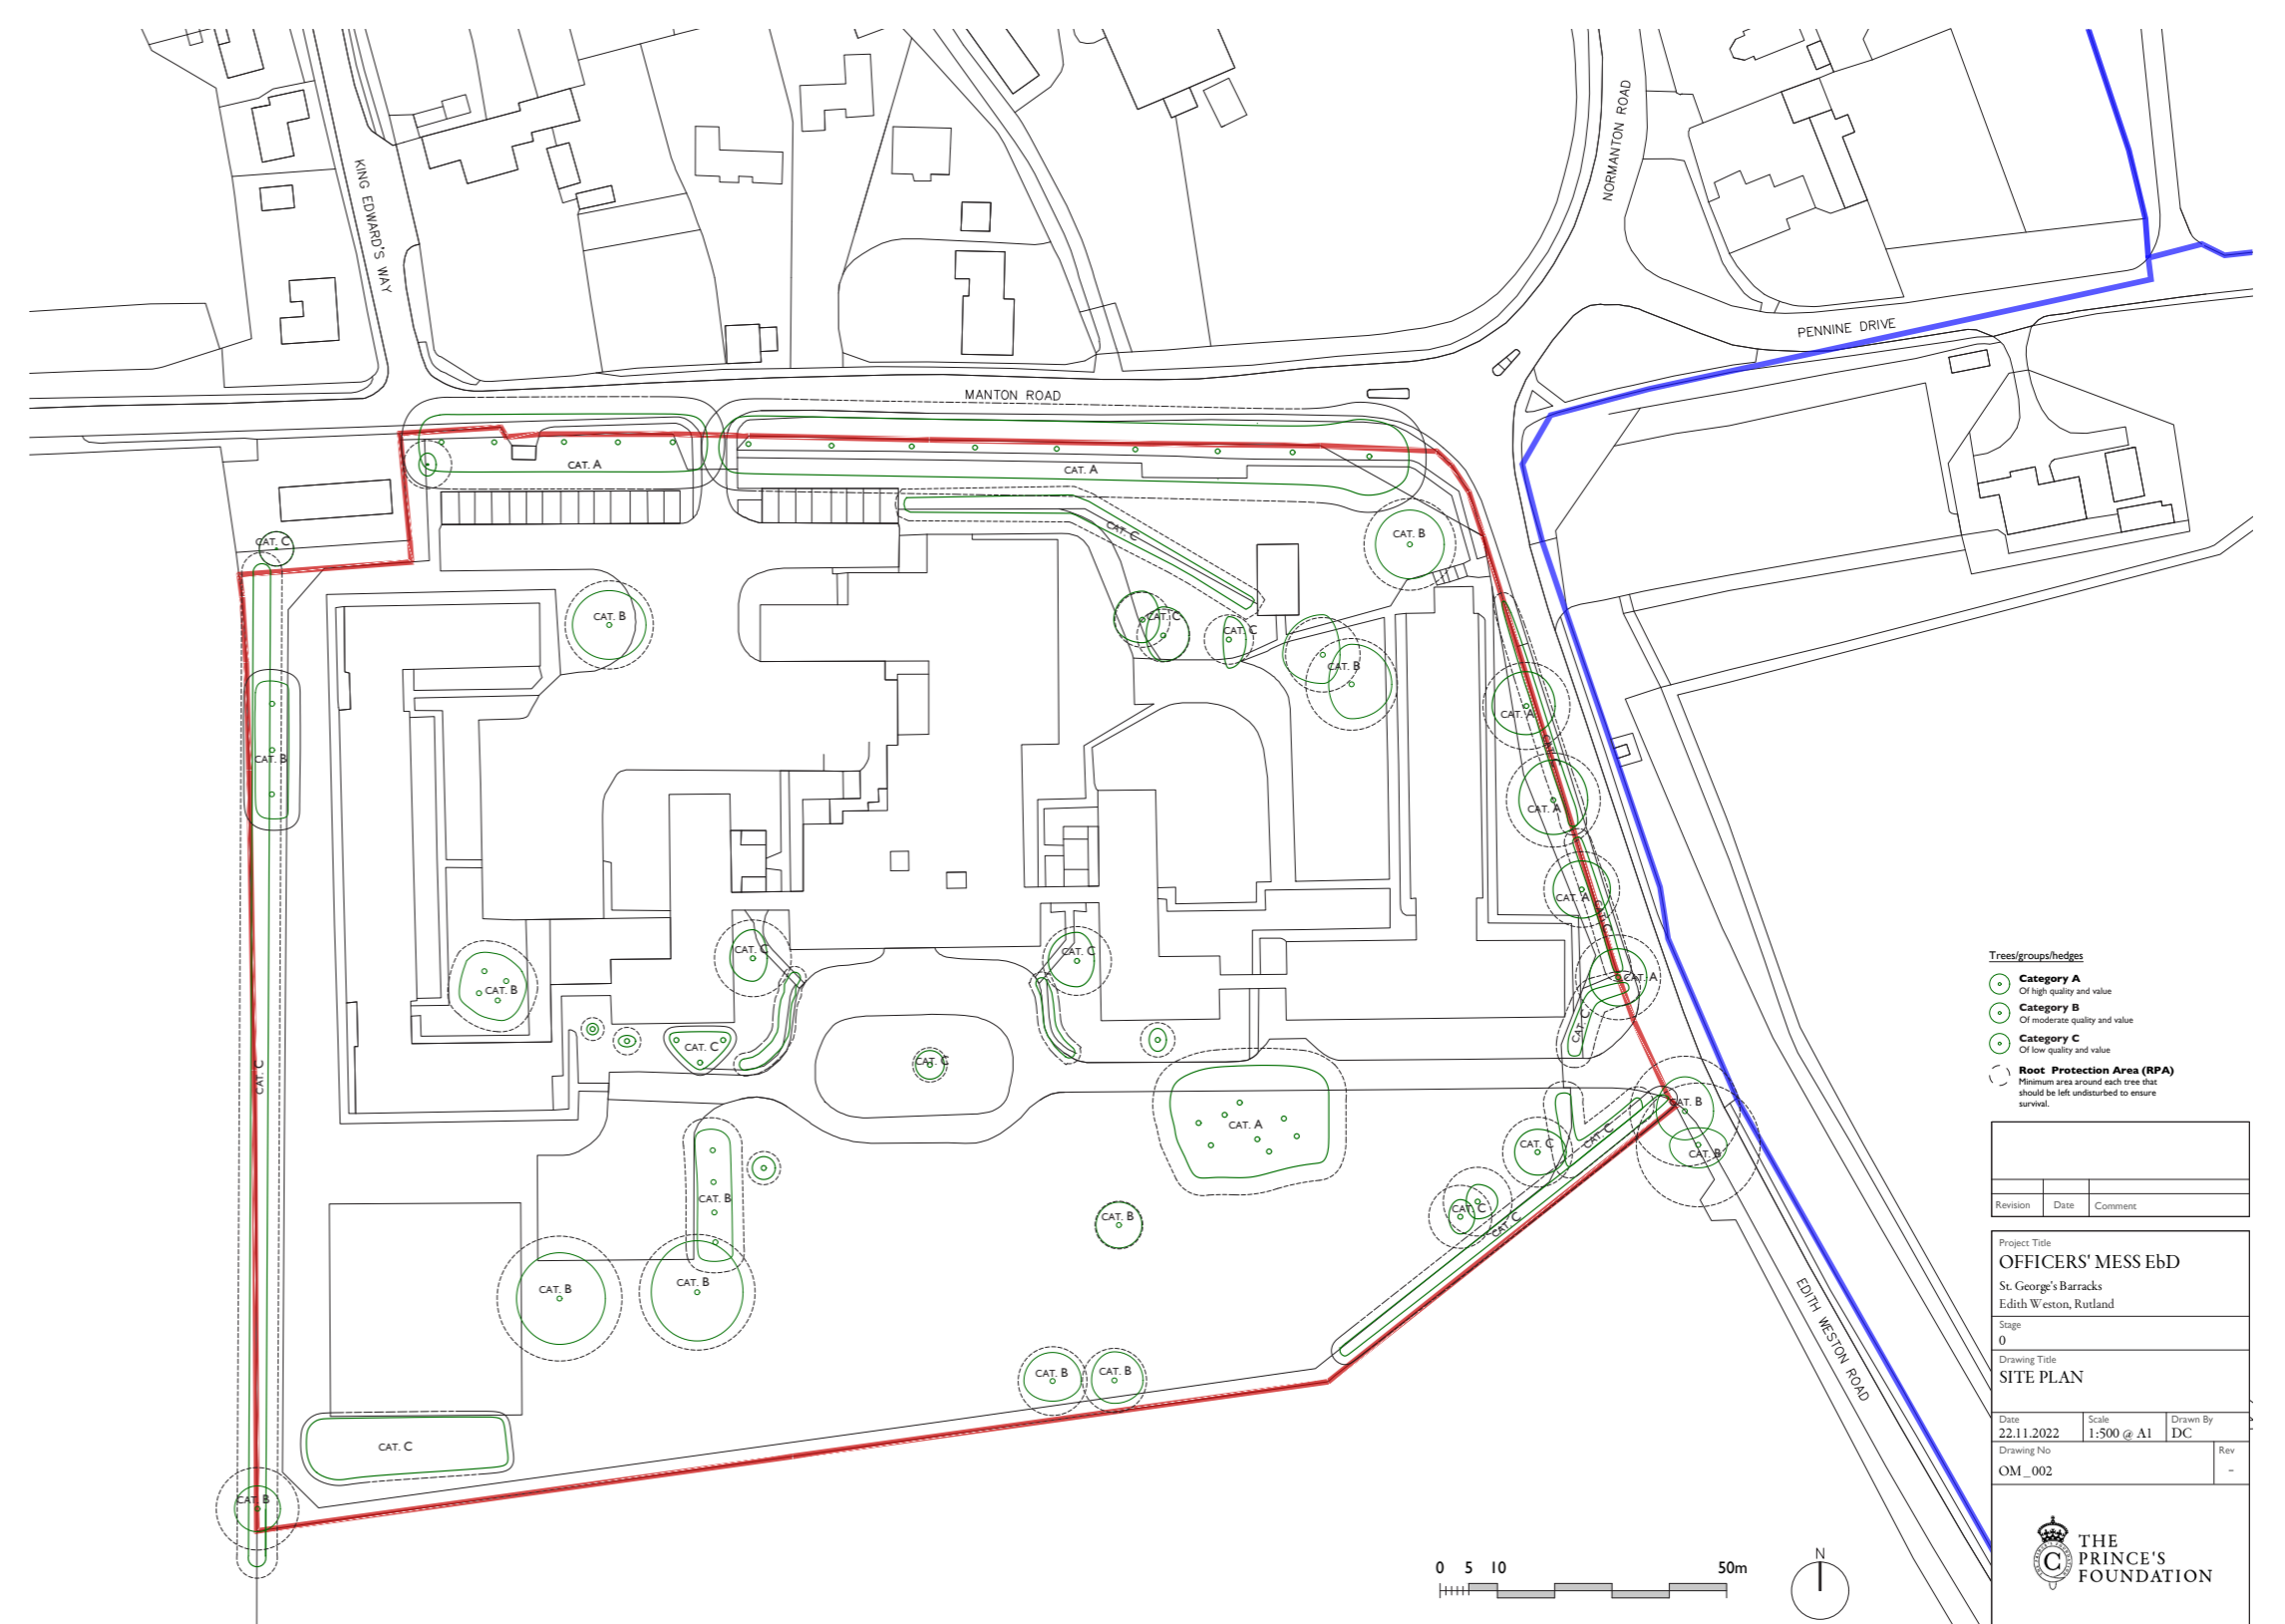 KING EDWARD'S WAY
NORMANTON ROAD
PENNINE DRIVE
MANTON ROAD
CAT. A
CAT. A
CAT. C
CAT. B
CAT. C
CAT. B
CAT. C
CAT. C
CAT. B
CAT. A
CAT. B
CAT. A
CAT. A
CAT. C
CAT. C
CAT. C
CAT. A
CAT. B
CAT. C
CAT. C
CAT. C
CAT. C
CAT. B
CAT. A
CAT. C
CAT. C
CAT. B
CAT. B
CAT. B
CAT. C
CAT. C
CAT. B
CAT. B
CAT. B
CAT. B
CAT. B
CAT. C
CAT. B
EDITH WESTON ROAD
Trees/groups/hedges
Category A
Of high quality and value
Category B
Of moderate quality and value
Category C
Of low quality and value
Root Protection Area (RPA)
Minimum area around each tree that
should be left undisturbed to ensure
survival.
Revision Date Comment
Project Title
OFFICERS' MESS EbD
St. George's Barracks
Edith Weston, Rutland
Stage
0
Drawing Title
SITE PLAN
Date Scale Drawn By
22.11.2022 1:500 @ A1 DC
Drawing No Rev
OM_002 -
0 5 10 50m
N
C
THE
PRINCE'S
FOUNDATION